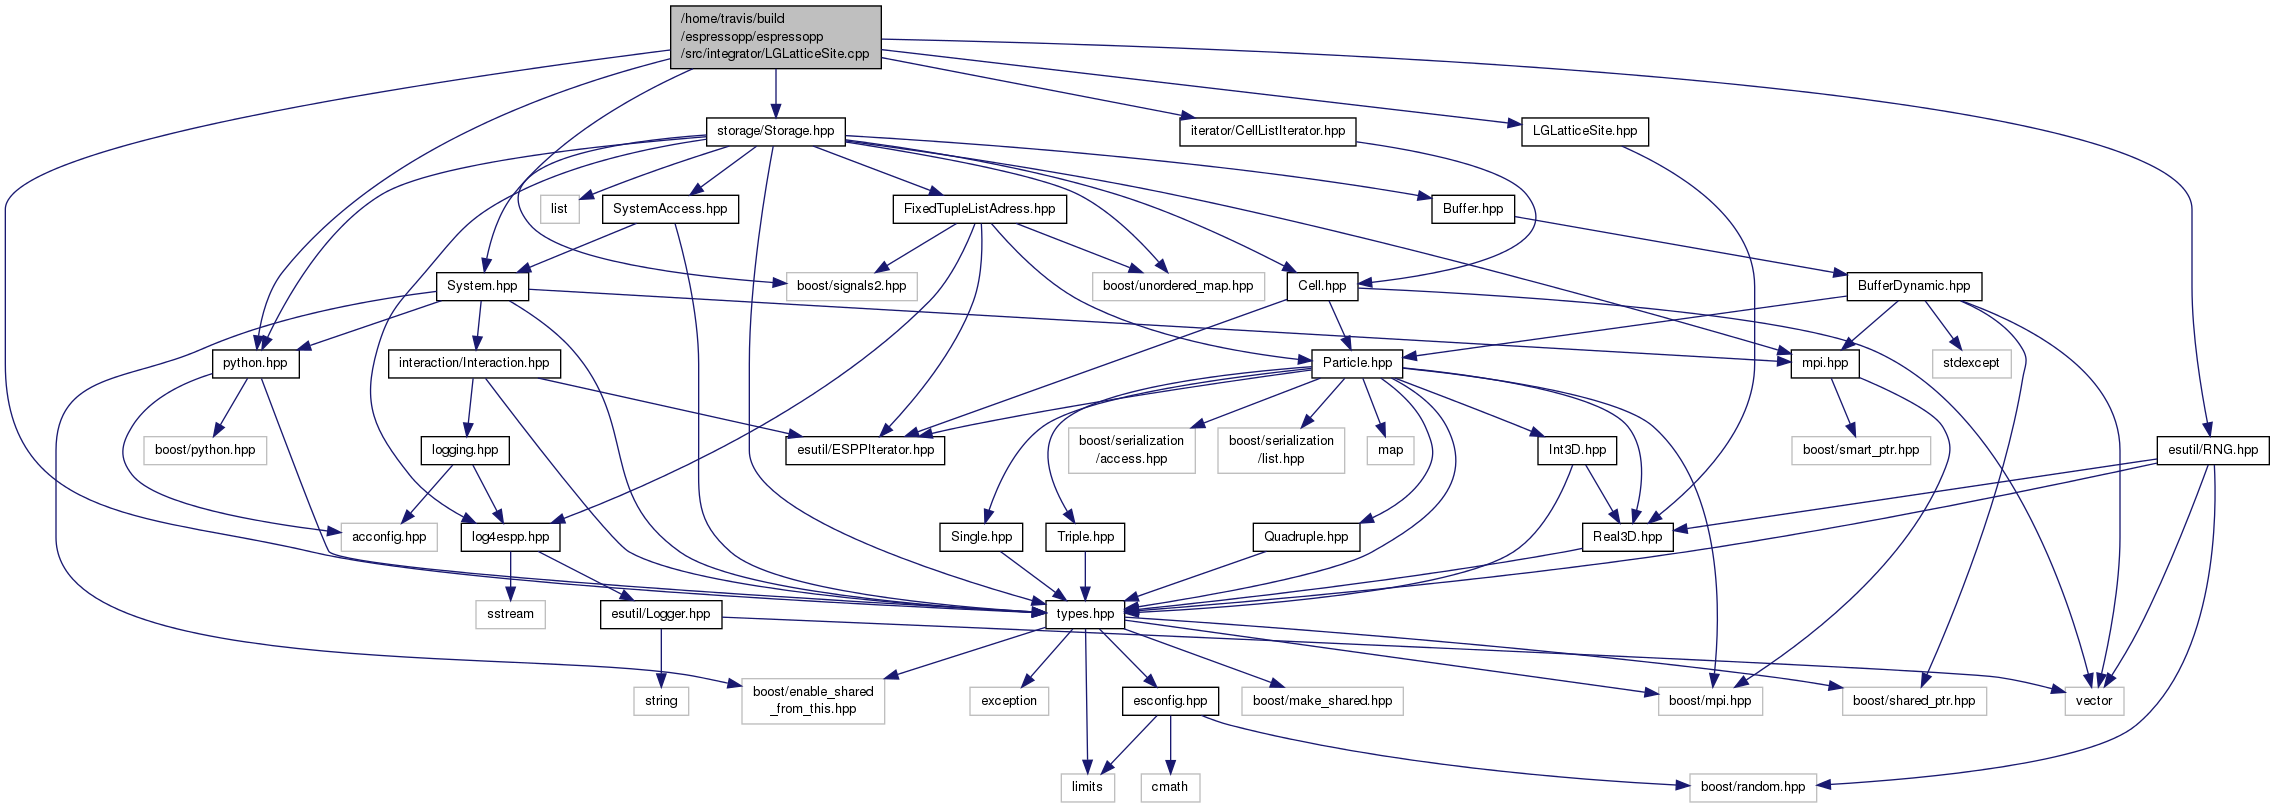 /home/travis/build
/espressopp/espressopp
/src/integrator/LGLatticeSite.cpp
storage/Storage.hpp
iterator/CellListIterator.hpp
LGLatticeSite.hpp
list
SystemAccess.hpp
FixedTupleListAdress.hpp
Buffer.hpp
System.hpp
boost/signals2.hpp
boost/unordered_map.hpp
Cell.hpp
BufferDynamic.hpp
python.hpp
interaction/Interaction.hpp
Particle.hpp
mpi.hpp
stdexcept
boost/python.hpp
logging.hpp
esutil/ESPPIterator.hpp
boost/serialization
/access.hpp
boost/serialization
/list.hpp
map
Int3D.hpp
boost/smart_ptr.hpp
esutil/RNG.hpp
acconfig.hpp
log4espp.hpp
Single.hpp
Triple.hpp
Quadruple.hpp
Real3D.hpp
sstream
esutil/Logger.hpp
types.hpp
string
boost/enable_shared
_from_this.hpp
exception
esconfig.hpp
boost/make_shared.hpp
boost/mpi.hpp
boost/shared_ptr.hpp
vector
limits
cmath
boost/random.hpp